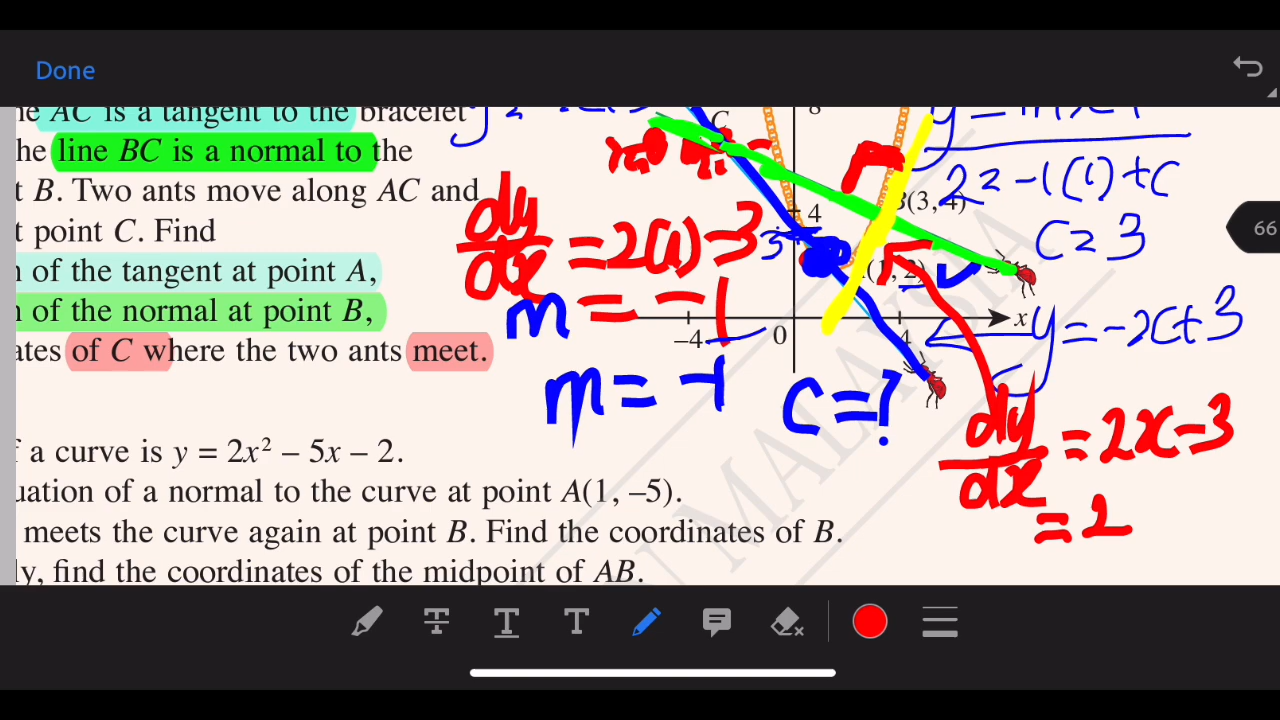 Done
ne AC is a tangent to the bracelet
he line BC is a normal to the
t B. Two ants move along AC and
t point C. Find
n of the tangent at point A,
n of the normal at point B,
ates of C where the two ants meet.
8
C
4
3
B(3, 4)
(1, 2)
–4
0
4
x
dy/dx = 2(1) – 3
m = –1
m = –1
c = ?
2 = –1(1) + c
c = 3
y = –x + 3
dy/dx = 2x – 3
= 2
f a curve is y = 2x² – 5x – 2.
uation of a normal to the curve at point A(1, –5).
meets the curve again at point B. Find the coordinates of B.
ly, find the coordinates of the midpoint of AB.
MALAYSIA
66